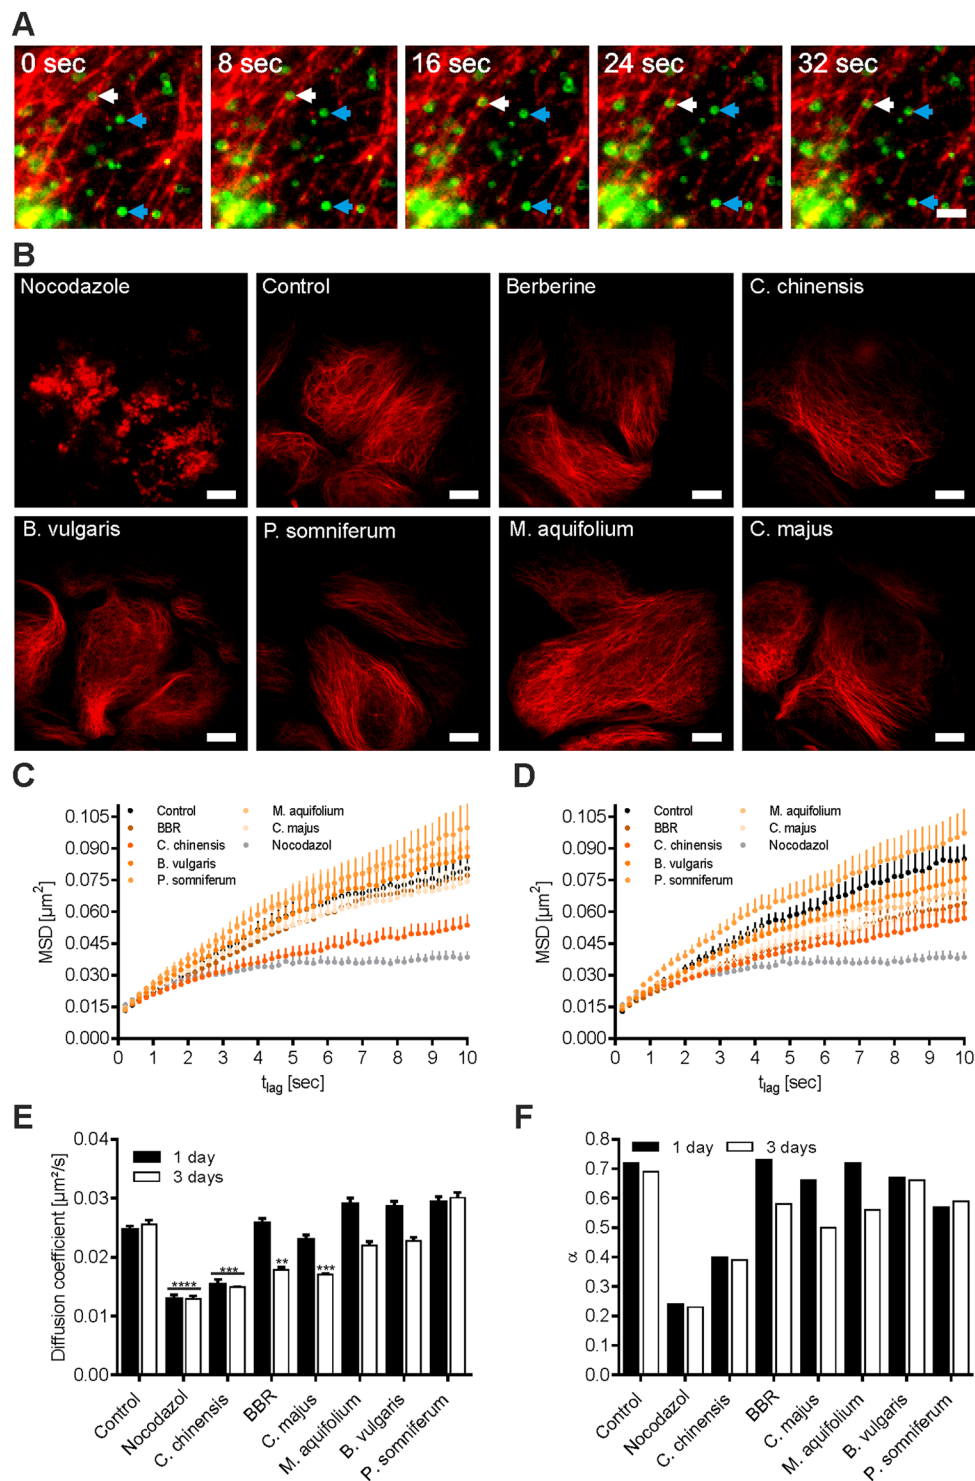 A
0 sec
8 sec
16 sec
24 sec
32 sec
B
Nocodazole
Control
Berberine
C. chinensis
B. vulgaris
P. somniferum
M. aquifolium
C. majus
C
0.105
0.090
0.075
0.060
0.045
0.030
0.015
0.000
MSD [µm²]
Control
BBR
C. chinensis
B. vulgaris
P. somniferum
M. aquifolium
C. majus
Nocodazol
0 1 2 3 4 5 6 7 8 9 10
tlag [sec]
D
0.105
0.090
0.075
0.060
0.045
0.030
0.015
0.000
MSD [µm²]
Control
BBR
C. chinensis
B. vulgaris
P. somniferum
M. aquifolium
C. majus
Nocodazol
0 1 2 3 4 5 6 7 8 9 10
tlag [sec]
E
0.04
0.03
0.02
0.01
0.00
Diffusion coefficient [µm²/s]
1 day
3 days
****
***
**
***
Control
Nocodazol
C. chinensis
BBR
C. majus
M. aquifolium
B. vulgaris
P. somniferum
F
0.8
0.7
0.6
0.5
0.4
0.3
0.2
0.1
0.0
α
1 day
3 days
Control
Nocodazol
C. chinensis
BBR
C. majus
M. aquifolium
B. vulgaris
P. somniferum